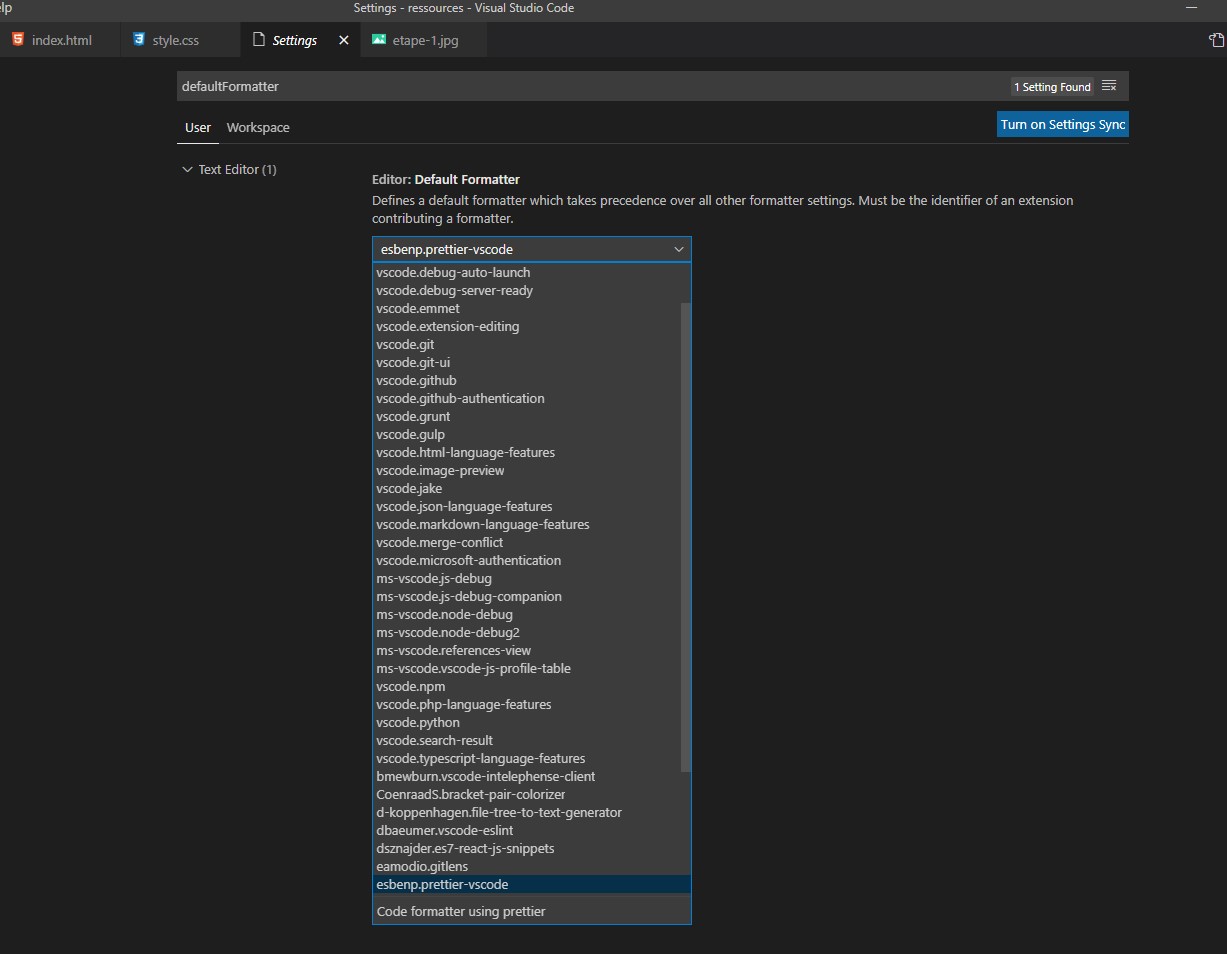 lp
Settings - ressources - Visual Studio Code
index.html
style.css
Settings
etape-1.jpg
defaultFormatter
1 Setting Found
User
Workspace
Turn on Settings Sync
Text Editor (1)
Editor: Default Formatter
Defines a default formatter which takes precedence over all other formatter settings. Must be the identifier of an extension
contributing a formatter.
esbenp.prettier-vscode
vscode.debug-auto-launch
vscode.debug-server-ready
vscode.emmet
vscode.extension-editing
vscode.git
vscode.git-ui
vscode.github
vscode.github-authentication
vscode.grunt
vscode.gulp
vscode.html-language-features
vscode.image-preview
vscode.jake
vscode.json-language-features
vscode.markdown-language-features
vscode.merge-conflict
vscode.microsoft-authentication
ms-vscode.js-debug
ms-vscode.js-debug-companion
ms-vscode.node-debug
ms-vscode.node-debug2
ms-vscode.references-view
ms-vscode.vscode-js-profile-table
vscode.npm
vscode.php-language-features
vscode.python
vscode.search-result
vscode.typescript-language-features
bmewburn.vscode-intelephense-client
CoenraadS.bracket-pair-colorizer
d-koppenhagen.file-tree-to-text-generator
dbaeumer.vscode-eslint
dsznajder.es7-react-js-snippets
eamodio.gitlens
esbenp.prettier-vscode
Code formatter using prettier